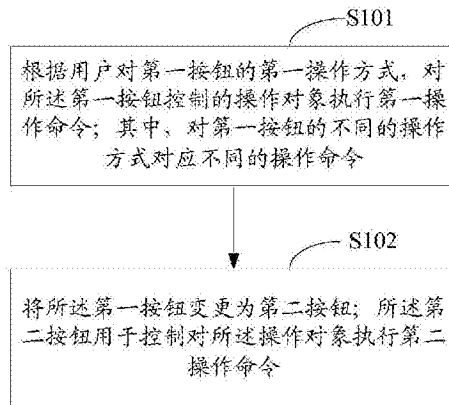 S101
根据用户对第一按钮的第一操作方式，对
所述第一按钮控制的操作对象执行第一操
作命令；其中、对第一按钮的不同的操作
方式对应不同的操作命令
S102
将所述第一按钮变更为第二按钮；所述第
二按钮用于控制对所述操作对象执行第二
操作命令